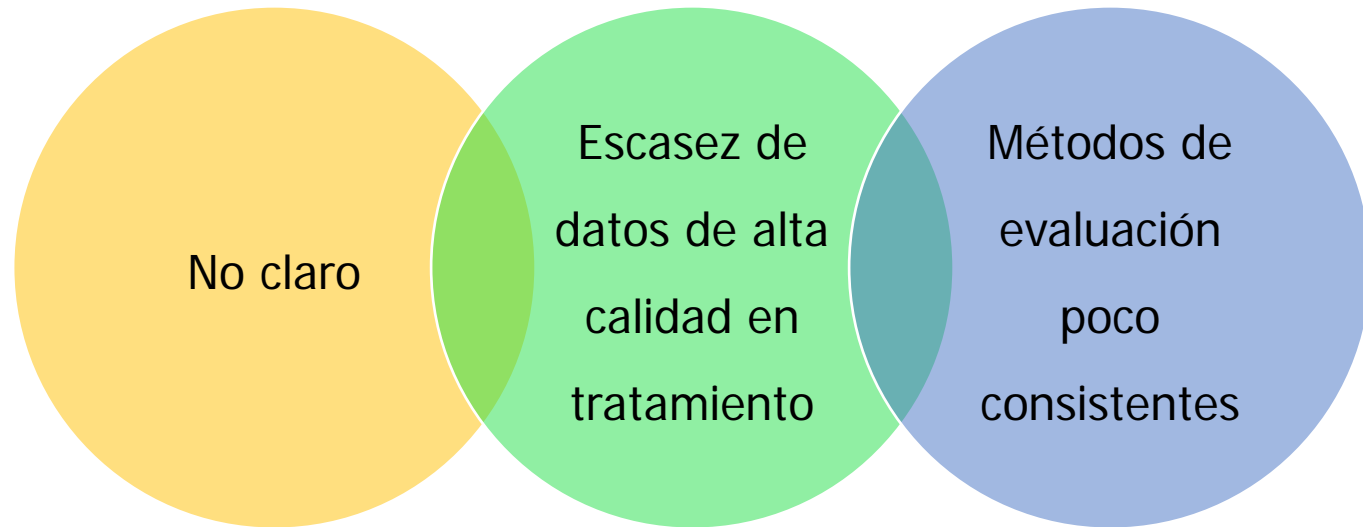 No claro
Escasez de
datos de alta
calidad en
tratamiento
Métodos de
evaluación
poco
consistentes